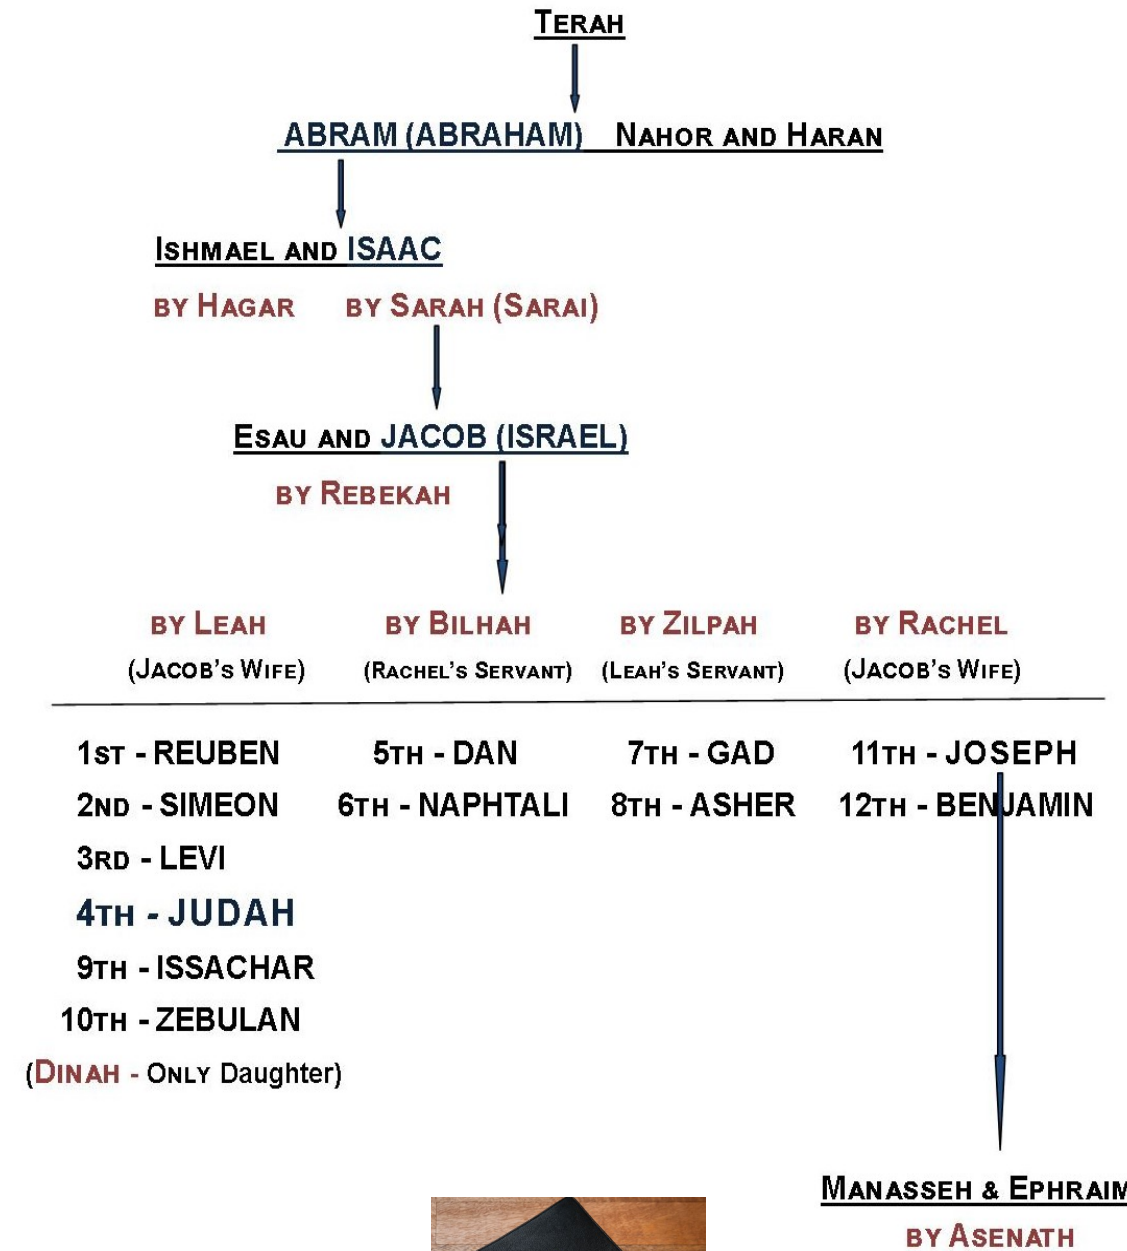 TERAH
ABRAM (ABRAHAM) NAHOR AND HARAN
ISHMAEL AND ISAAC
BY HAGAR BY SARAH (SARAI)
ESAU AND JACOB (ISRAEL)
BY REBEKAH
BY LEAH BY BILHAH BY ZILPAH BY RACHEL
(JACOB'S WIFE) (RACHEL'S SERVANT) (LEAH'S SERVANT) (JACOB'S WIFE)
1ST - REUBEN 5TH - DAN 7TH - GAD 11TH - JOSEPH
2ND - SIMEON 6TH - NAPHTALI 8TH - ASHER 12TH - BENJAMIN
3RD - LEVI
4TH - JUDAH
9TH - ISSACHAR
10TH - ZEBULAN
(DINAH - ONLY Daughter)
MANASSEH & EPHRAIM
BY ASENATH